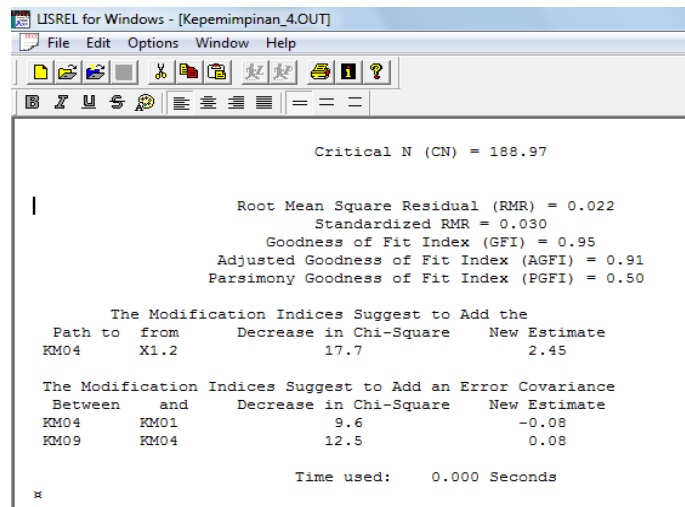 LISREL for Windows - [Kepemimpinan_4.OUT]
File Edit Options Window Help
B I U S
Critical N (CN) = 188.97
Root Mean Square Residual (RMR) = 0.022
Standardized RMR = 0.030
Goodness of Fit Index (GFI) = 0.95
Adjusted Goodness of Fit Index (AGFI) = 0.91
Parsimony Goodness of Fit Index (PGFI) = 0.50
The Modification Indices Suggest to Add the
Path to from Decrease in Chi-Square New Estimate
KM04 X1.2 17.7 2.45
The Modification Indices Suggest to Add an Error Covariance
Between and Decrease in Chi-Square New Estimate
KM04 KM01 9.6 -0.08
KM09 KM04 12.5 0.08
Time used: 0.000 Seconds
¤